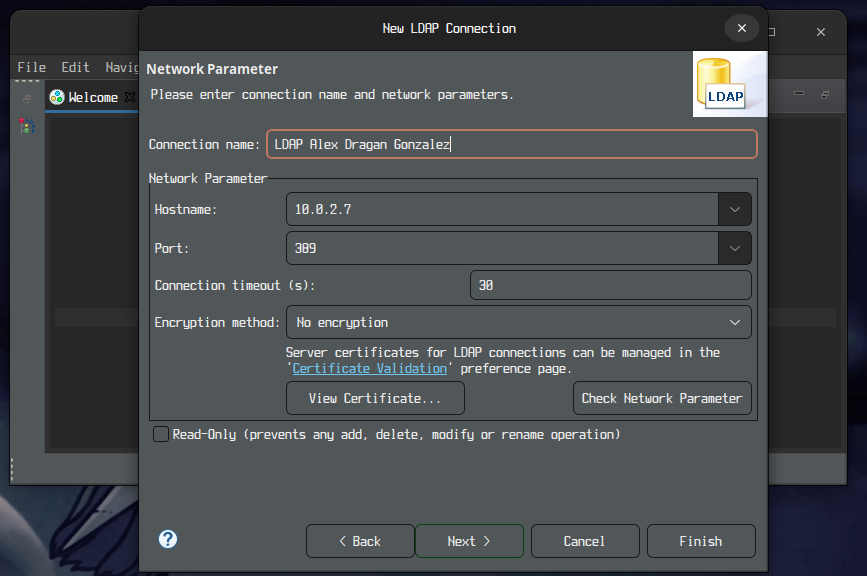 New LDAP Connection
File Edit Navig
Welcome
Network Parameter
Please enter connection name and network parameters.
LDAP
Connection name: LDAP Alex Dragan Gonzalez
Network Parameter
Hostname: 10.0.2.7
Port: 389
Connection timeout (s): 30
Encryption method: No encryption
Server certificates for LDAP connections can be managed in the
'Certificate Validation' preference page.
View Certificate... Check Network Parameter
Read-Only (prevents any add, delete, modify or rename operation)
? < Back Next > Cancel Finish